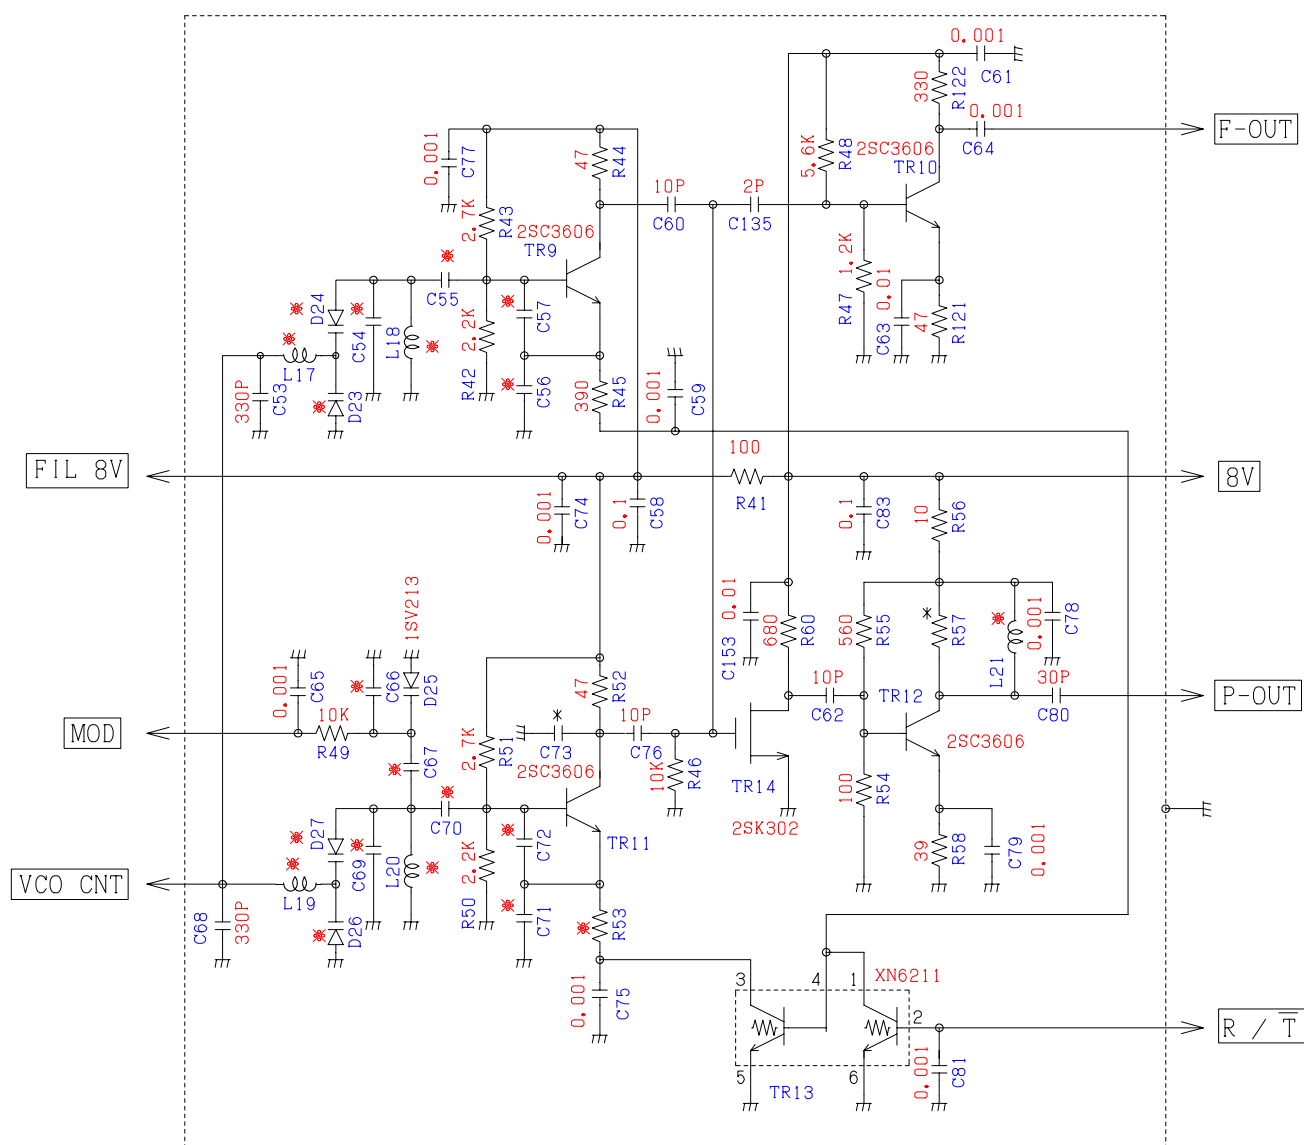 0.001
C61
330
R122
0.001
C64
F-OUT
0.001
C77
47
R44
5.6K
R48
2SC3606
TR10
10P
C60
2P
C135
2.7K
R43
2SC3606
TR9
1.2K
R47
0.01
C63
47
R121
※
C55
※
D24
※
C54
L18
※
※
C57
2.2K
R42
※
L17
330P
C53
※
D23
※
C56
390
R45
0.001
C59
FIL 8V
100
R41
8V
0.001
C74
0.1
C58
0.1
C83
10
R56
1SV213
0.01
C153
680
R60
560
R55
*
R57
※
L21
0.001
C78
0.001
C65
※
C66
D25
47
R52
10P
C62
TR12
30P
C80
P-OUT
MOD
10K
R49
※
C67
2.7K
R51
*
C73
2SC3606
10P
C76
10K
R46
TR14
2SK302
2SC3606
100
R54
※
C70
※
D27
※
C69
L20
※
※
C72
TR11
2.2K
R50
39
R58
C79
0.001
VCO CNT
※
L19
C68
330P
※
D26
※
C71
※
R53
0.001
C75
3
4
1
XN6211
2
R / T̅
5
6
TR13
0.001
C81